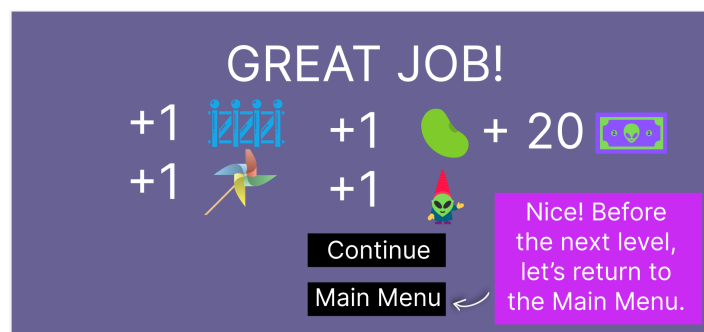 GREAT JOB!
+1 +1 + 20
+1 +1
Continue
Main Menu
Nice! Before
the next level,
let’s return to
the Main Menu.